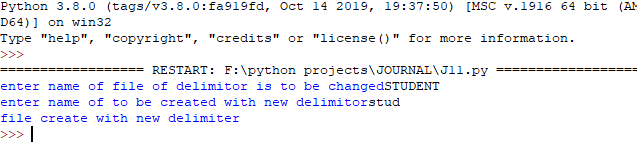 Python 3.8.0 (tags/v3.8.0:fa919fd, Oct 14 2019, 19:37:50) [MSC v.1916 64 bit (AM
D64)] on win32
Type "help", "copyright", "credits" or "license()" for more information.
>>>
================== RESTART: F:\python projects\JOURNAL\J11.py ==================
enter name of file of delimitor is to be changedSTUDENT
enter name of to be created with new delimitorstud
file create with new delimiter
>>>